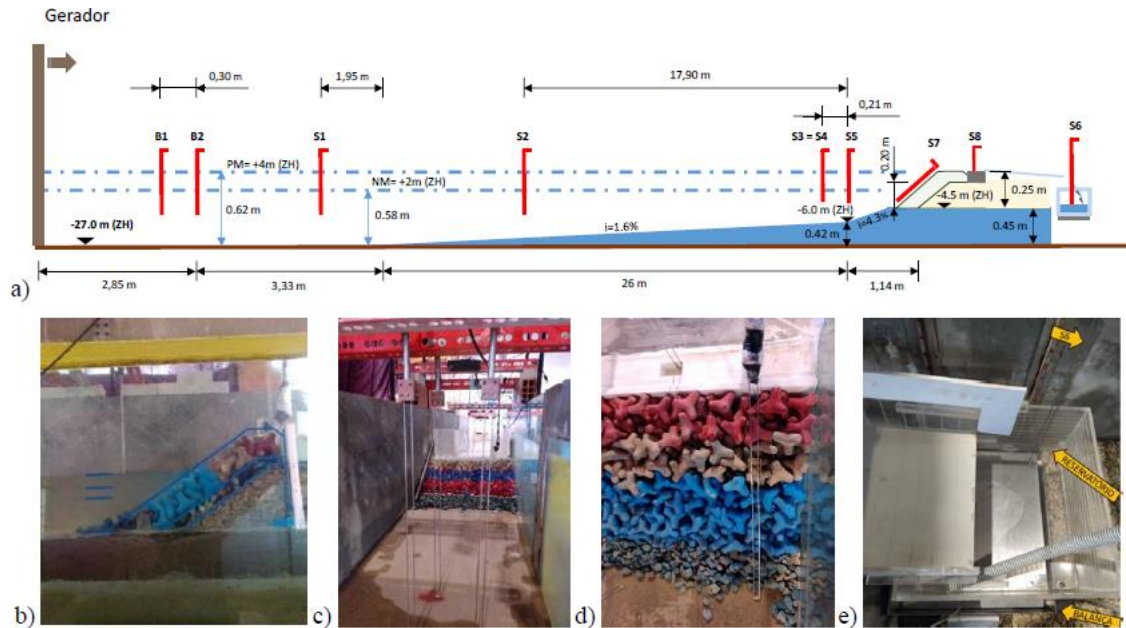 Gerador
0,30 m
1,95 m
17,90 m
0,21 m
B1
B2
S1
S2
S3 = S4
S5
S7
S8
S6
PM= +4m (ZH)
NM= +2m (ZH)
0.20 m
0.25 m
-27.0 m (ZH)
0.62 m
0.58 m
-6.0 m (ZH)
-4.5 m (ZH)
i=1.6%
i=4.3%
0.42 m
0.45 m
2,85 m
3,33 m
26 m
1,14 m
a)
b)
c)
d)
e)
S6
RESERVATÓRIO
BALANÇA